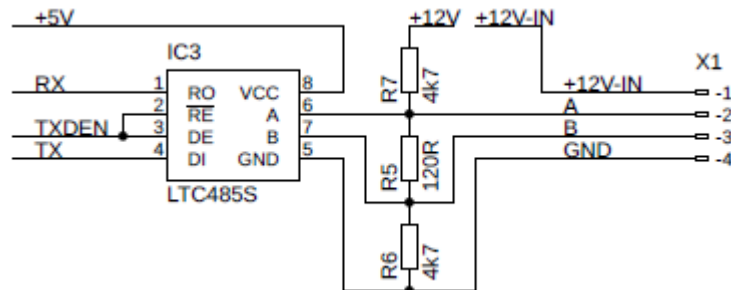 +5V
+12V
+12V-IN
IC3
X1
RX
1
RO
VCC
8
R7
4k7
+12V-IN
-1
2
RE
A
6
A
-2
TXDEN
3
DE
B
7
B
-3
TX
4
DI
GND
5
R5
120R
GND
-4
LTC485S
R6
4k7